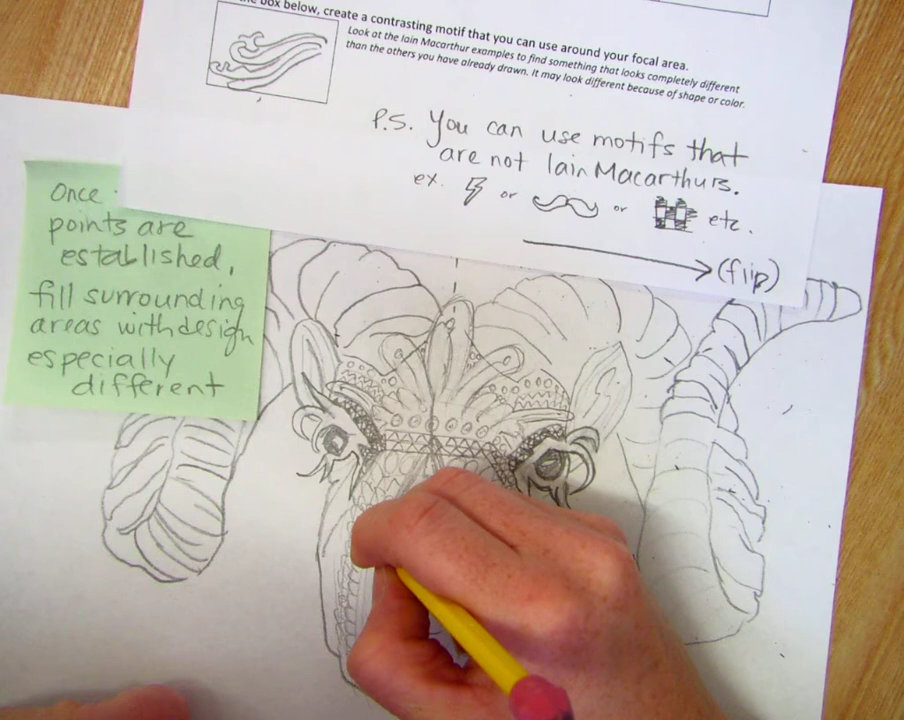 box below, create a contrasting motif that you can use around your focal area.
Look at the Iain Macarthur examples to find something that looks completely different
than the others you have already drawn. It may look different because of shape or color.
P.S. You can use motifs that
are not Iain Macarthurs.
ex. or or etc.
(flip)
Once
points are
established,
fill surrounding
areas with design
especially
different